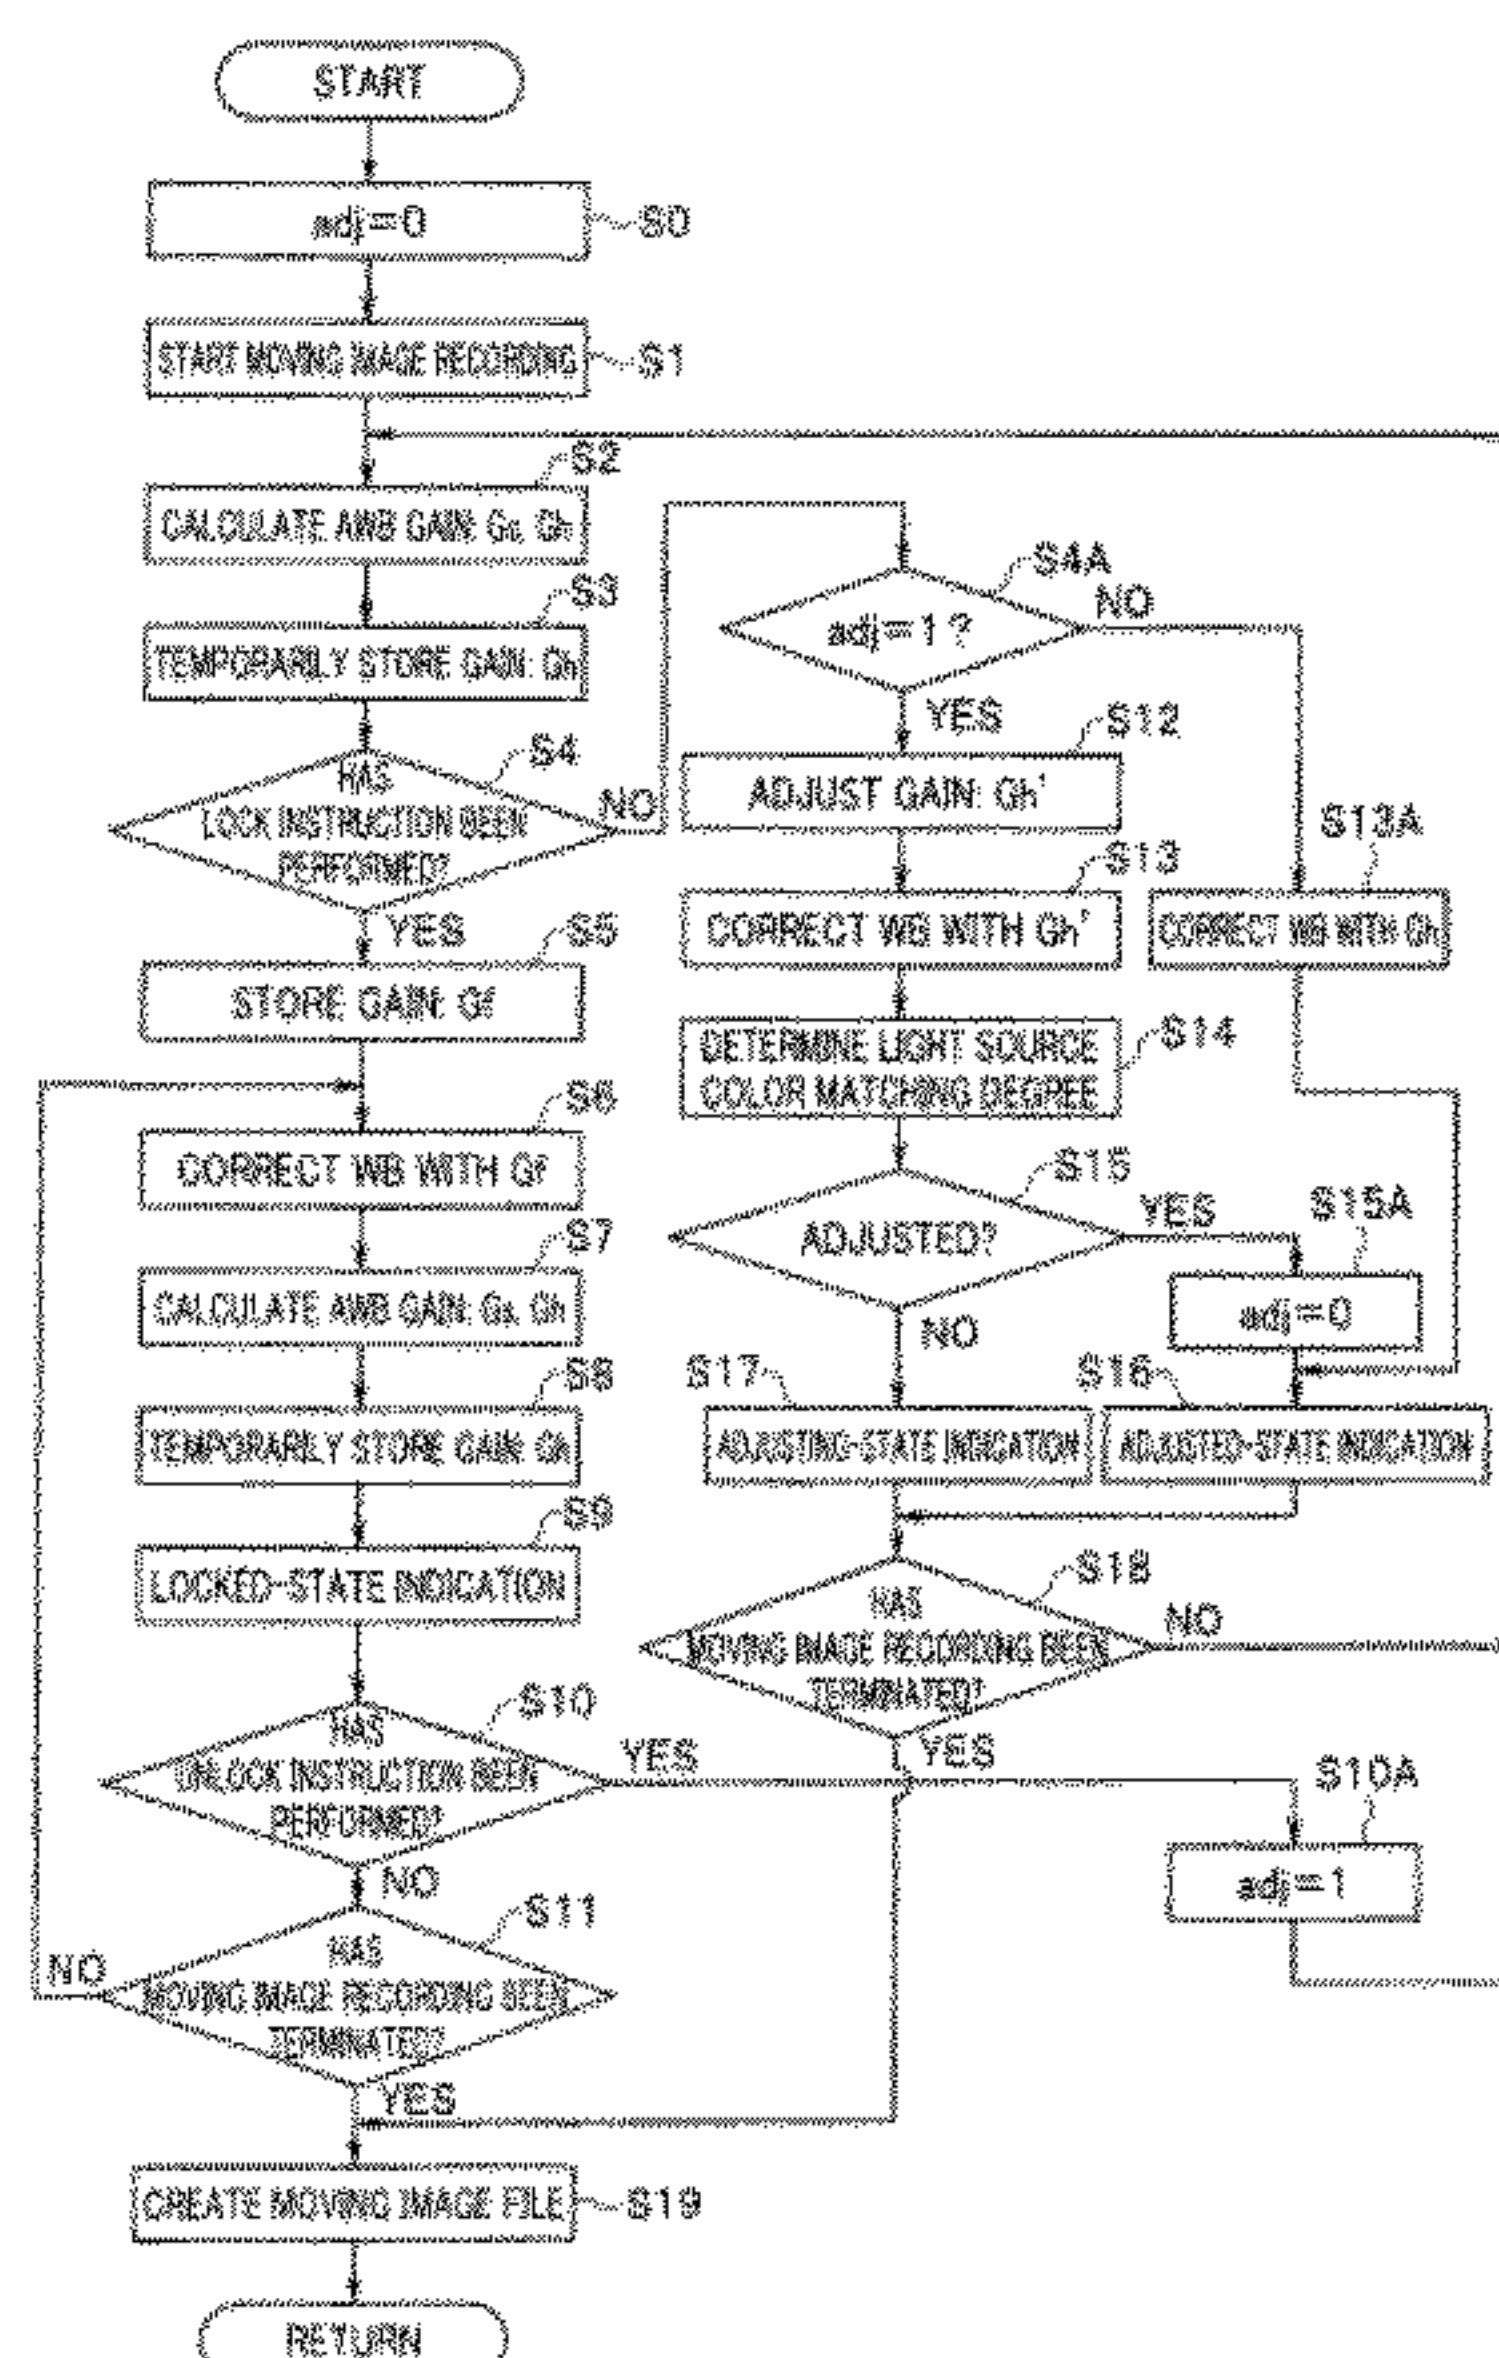 START
adj=0
S0
START MOVING IMAGE RECORDING
S1
S2
CALCULATE AWB GAIN: Gs, Gh
S3
TEMPORARILY STORE GAIN: Gh
S4
HAS
LOCK INSTRUCTION BEEN
PERFORMED?
NO
YES
S5
STORE GAIN: Gf
S6
CORRECT WB WITH Gf
S7
CALCULATE AWB GAIN: Gs, Gh
S8
TEMPORARILY STORE GAIN: Gh
S9
LOCKED-STATE INDICATION
S10
HAS
UNLOCK INSTRUCTION BEEN
PERFORMED?
YES
NO
S11
HAS
MOVING IMAGE RECORDING BEEN
TERMINATED?
NO
YES
CREATE MOVING IMAGE FILE
S19
RETURN
S4A
adj=1?
NO
YES
S12
ADJUST GAIN: Gh'
S13
CORRECT WB WITH Gh'
S13A
CORRECT WB WITH Gh
DETERMINE LIGHT SOURCE
COLOR MATCHING DEGREE
S14
S15
ADJUSTED?
YES
NO
S15A
adj=0
S17
ADJUSTING-STATE INDICATION
S16
ADJUSTED-STATE INDICATION
S18
HAS
MOVING IMAGE RECORDING BEEN
TERMINATED?
NO
YES
S10A
adj=1